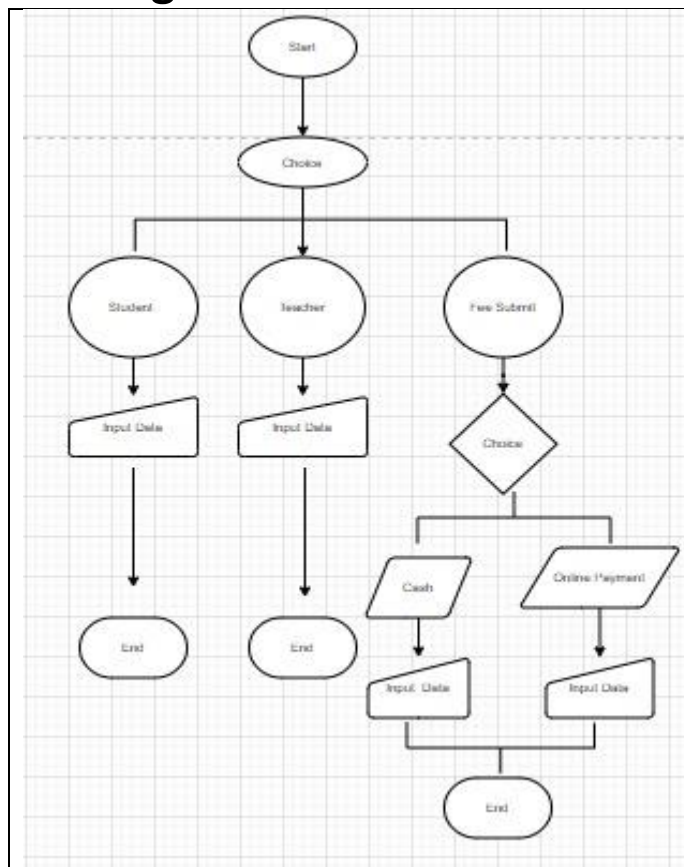 Start
Choice
Student
Teacher
Fee Submit
Input Data
Input Data
Choice
Cash
Online Payment
End
End
Input Data
Input Data
End